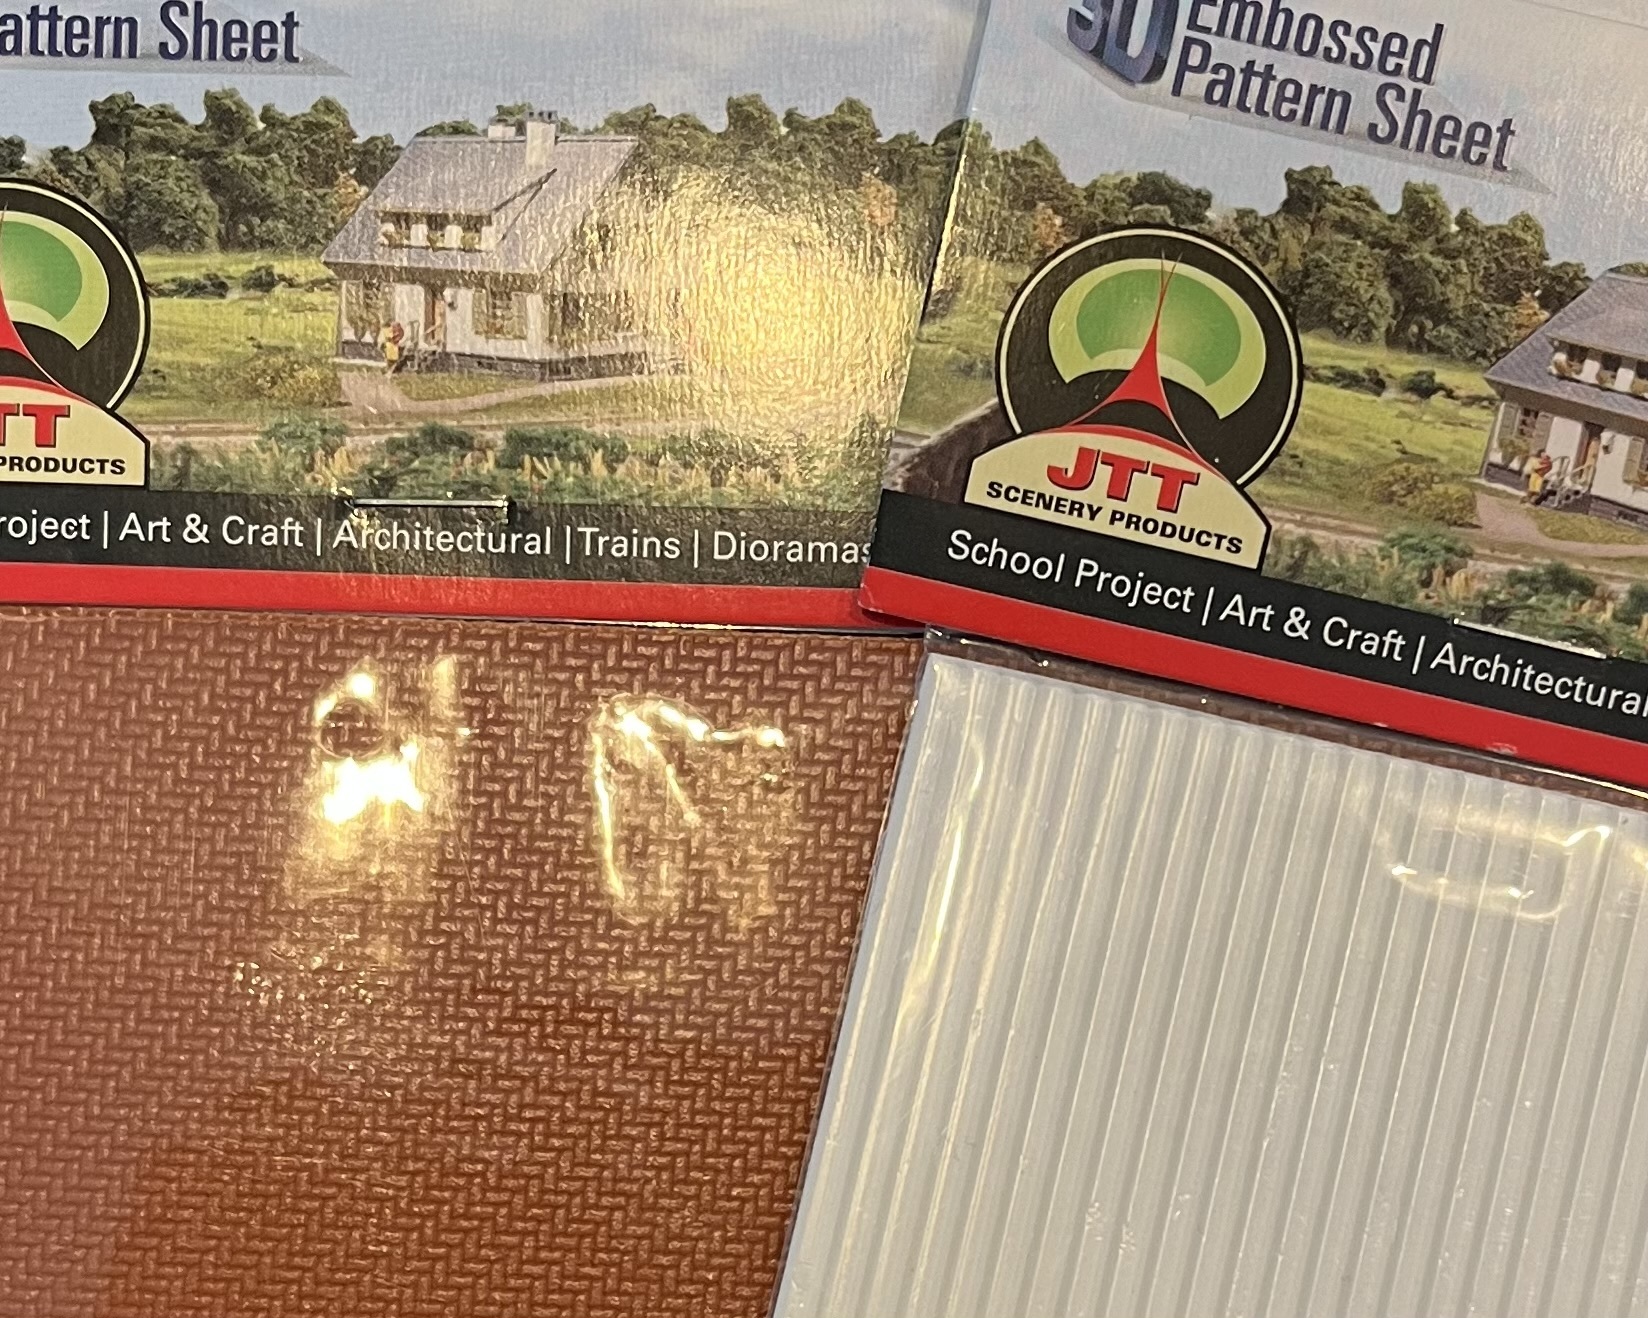 attern Sheet
TT
PRODUCTS
roject | Art & Craft | Architectural | Trains | Dioramas
3D Embossed
Pattern Sheet
JTT
SCENERY PRODUCTS
School Project | Art & Craft | Architectural